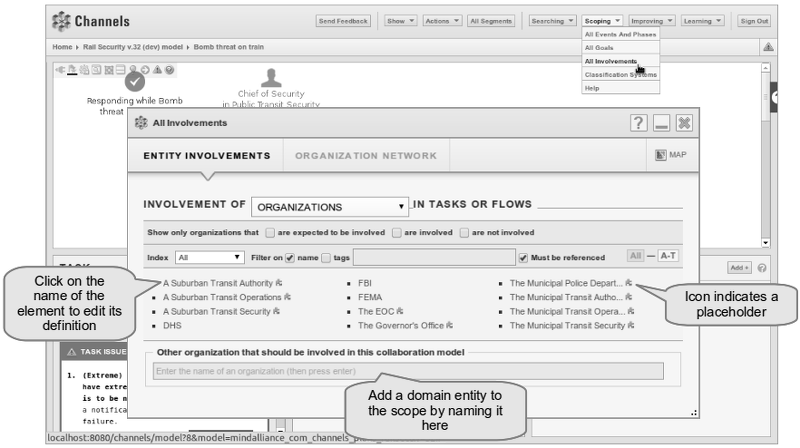 Channels
Send Feedback
Show
Actions
All Segments
Searching
Scoping
Improving
Learning
Sign Out
Home ▸ Rail Security v.32 (dev) model ▸ Bomb threat on train
All Events And Phases
All Goals
All Involvements
Classification Systems
Help
Responding while Bomb
threat
Chief of Security
in Public Transit Security
All Involvements
ENTITY INVOLVEMENTS
ORGANIZATION NETWORK
MAP
INVOLVEMENT OF ORGANIZATIONS IN TASKS OR FLOWS
Show only organizations that are expected to be involved are involved are not involved
Index All Filter on name tags Must be referenced All — A-T
A Suburban Transit Authority
A Suburban Transit Operations
A Suburban Transit Security
DHS
FBI
FEMA
The EOC
The Governor's Office
The Municipal Police Depart...
The Municipal Transit Autho...
The Municipal Transit Opera...
The Municipal Transit Security
Other organization that should be involved in this collaboration model
Enter the name of an organization (then press enter)
Click on the
name of the
element to edit its
definition
Icon indicates a
placeholder
Add a domain entity to
the scope by naming it
here
TASK
Add +
TASK ISSUE
1. (Extreme)
have extre
is to be n
a notifica
failure.
localhost:8080/channels/model?8&model=mindalliance_com_channels_p